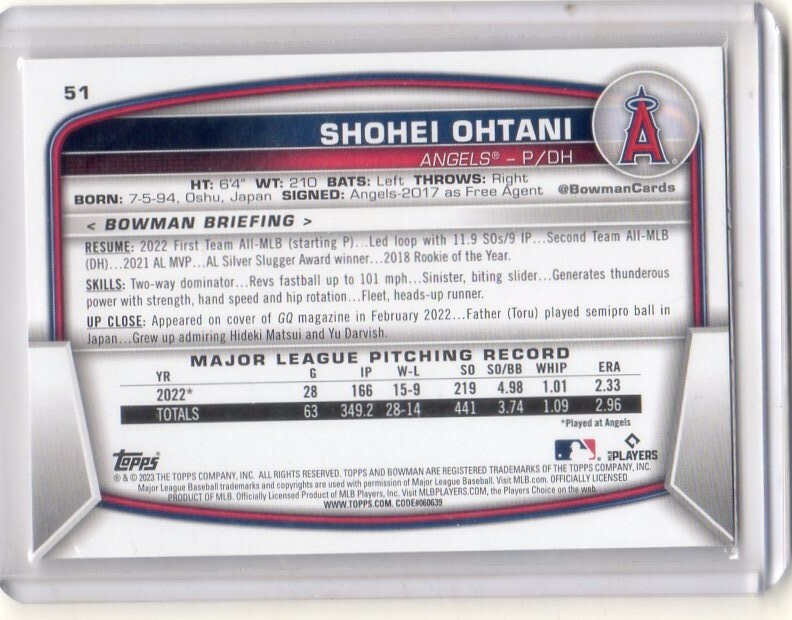 51
SHOHEI OHTANI
ANGELS® – P/DH
A
HT: 6'4" WT: 210 BATS: Left THROWS: Right
BORN: 7-5-94, Oshu, Japan SIGNED: Angels-2017 as Free Agent
@BowmanCards
< BOWMAN BRIEFING >
RESUME: 2022 First Team All-MLB (starting P)...Led loop with 11.9 SOs/9 IP...Second Team All-MLB
(DH)...2021 AL MVP...AL Silver Slugger Award winner...2018 Rookie of the Year.
SKILLS: Two-way dominator...Revs fastball up to 101 mph...Sinister, biting slider...Generates thunderous
power with strength, hand speed and hip rotation...Fleet, heads-up runner.
UP CLOSE: Appeared on cover of GQ magazine in February 2022...Father (Toru) played semipro ball in
Japan...Grew up admiring Hideki Matsui and Yu Darvish.
MAJOR LEAGUE PITCHING RECORD
YR G IP W-L SO SO/BB WHIP ERA
2022* 28 166 15-9 219 4.98 1.01 2.33
TOTALS 63 349.2 28-14 441 3.74 1.09 2.96
*Played at Angels
Topps
MLB PLAYERS
® & © 2023 THE TOPPS COMPANY, INC. ALL RIGHTS RESERVED. TOPPS AND BOWMAN ARE REGISTERED TRADEMARKS OF THE TOPPS COMPANY, INC.
Major League Baseball trademarks and copyrights are used with permission of Major League Baseball. Visit MLB.com. OFFICIALLY LICENSED
PRODUCT OF MLB. Officially Licensed Product of MLB Players, Inc. Visit MLBPLAYERS.COM, the Players Choice on the web.
WWW.TOPPS.COM. CODE#060639